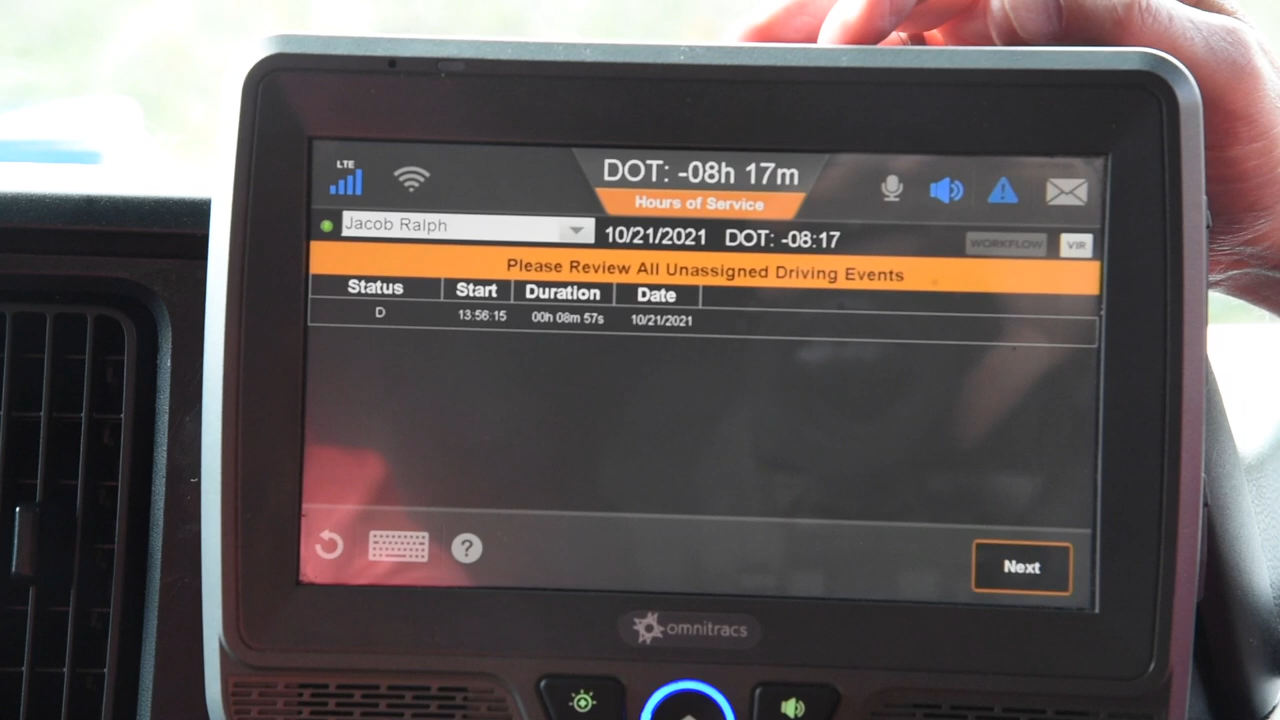 LTE
DOT: -08h 17m
Hours of Service
Jacob Ralph 10/21/2021 DOT: -08:17 WORKFLOW VIR
Please Review All Unassigned Driving Events
Status Start Duration Date
D 13:56:15 00h 08m 57s 10/21/2021
?
Next
omnitracs